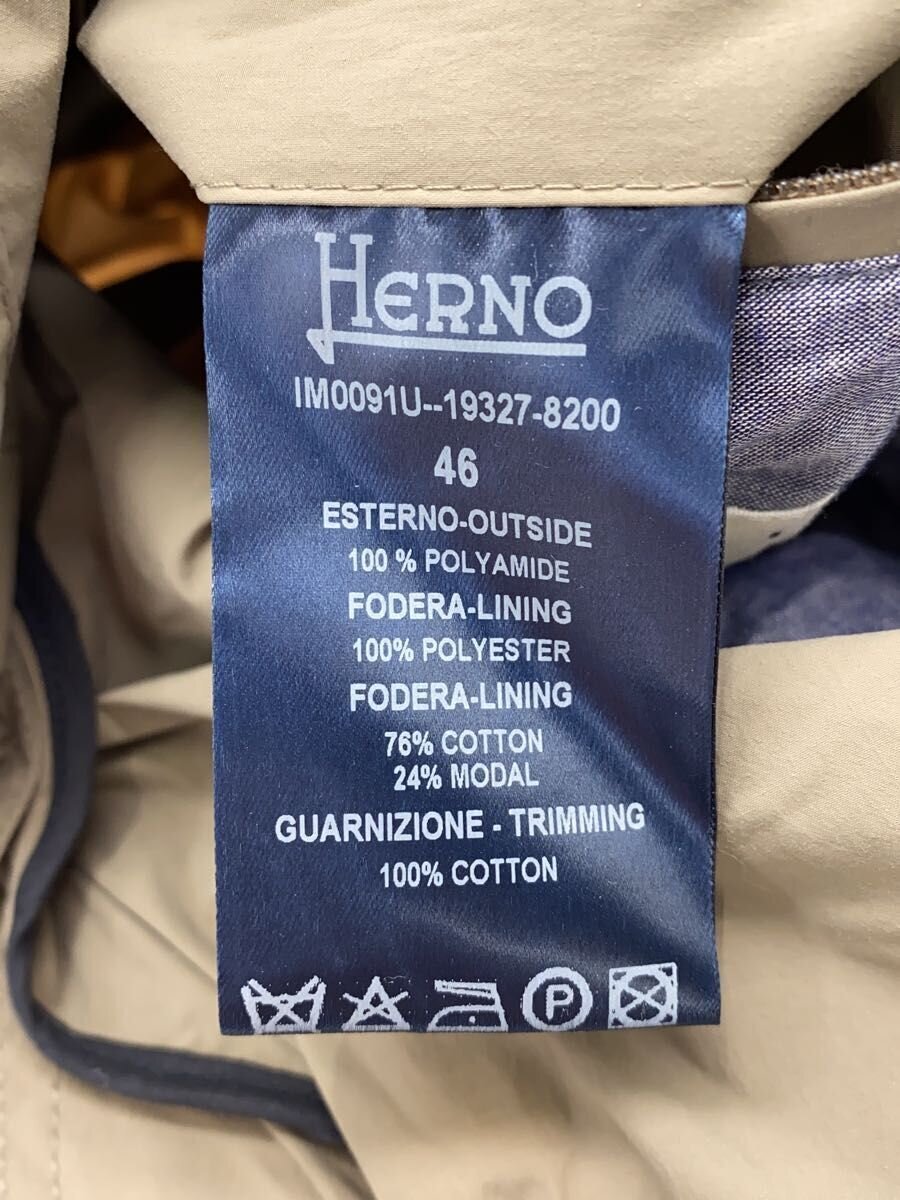 HERNO
IM0091U--19327-8200
46
ESTERNO-OUTSIDE
100 % POLYAMIDE
FODERA-LINING
100% POLYESTER
FODERA-LINING
76% COTTON
24% MODAL
GUARNIZIONE - TRIMMING
100% COTTON
P